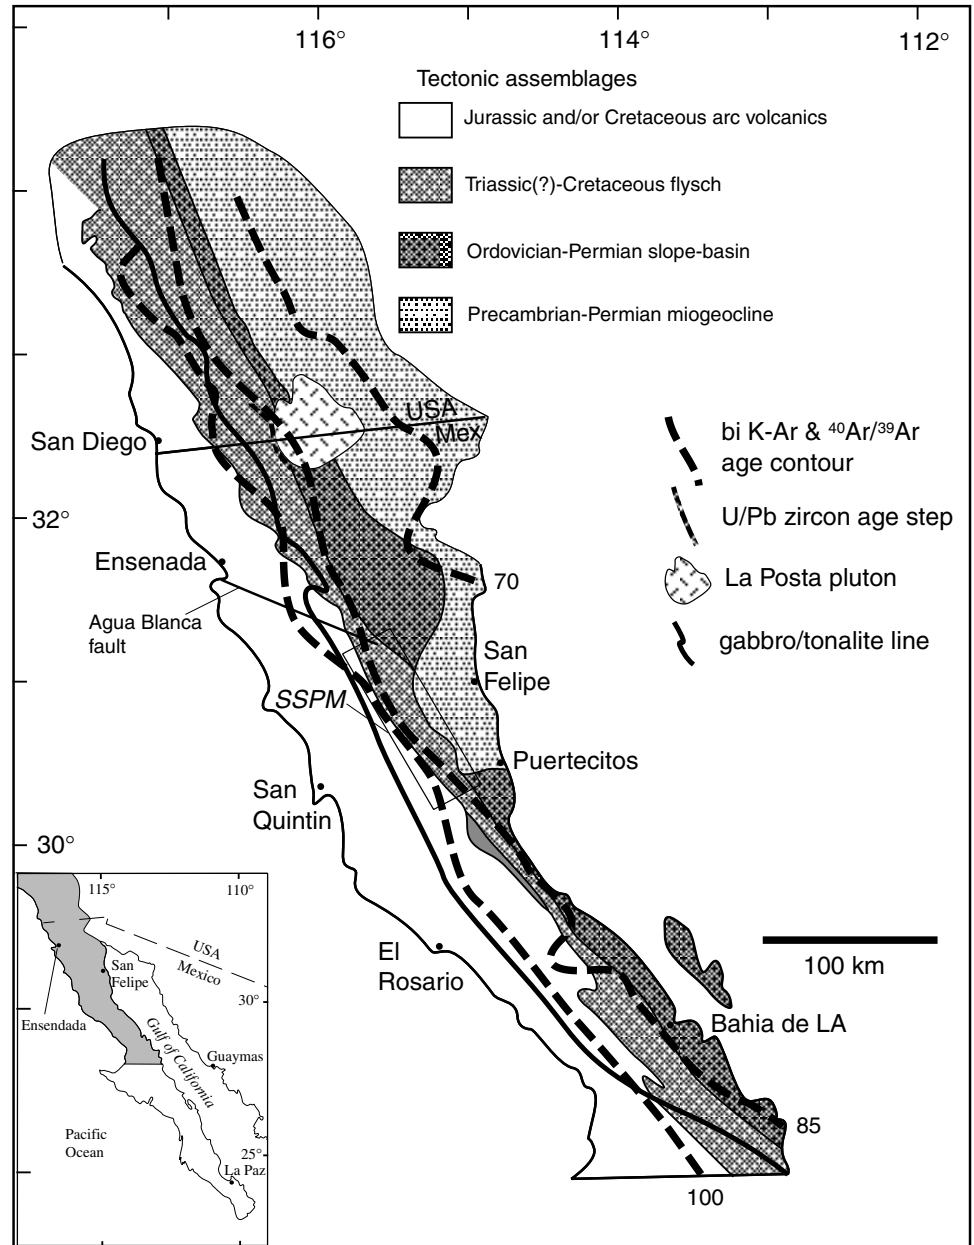 116°
114°
112°
Tectonic assemblages
Jurassic and/or Cretaceous arc volcanics
Triassic(?)-Cretaceous flysch
Ordovician-Permian slope-basin
Precambrian-Permian miogeocline
USA
Mex
San Diego
bi K-Ar & ⁴⁰Ar/³⁹Ar
age contour
U/Pb zircon age step
La Posta pluton
gabbro/tonalite line
32°
Ensenada
70
Agua Blanca
fault
San
Felipe
SSPM
Puertecitos
San
Quintin
30°
El
Rosario
100 km
Bahia de LA
85
100
115°
110°
USA
Mexico
San
Felipe
30°
Ensendada
Gulf of California
Guaymas
Pacific
Ocean
25°
La Paz